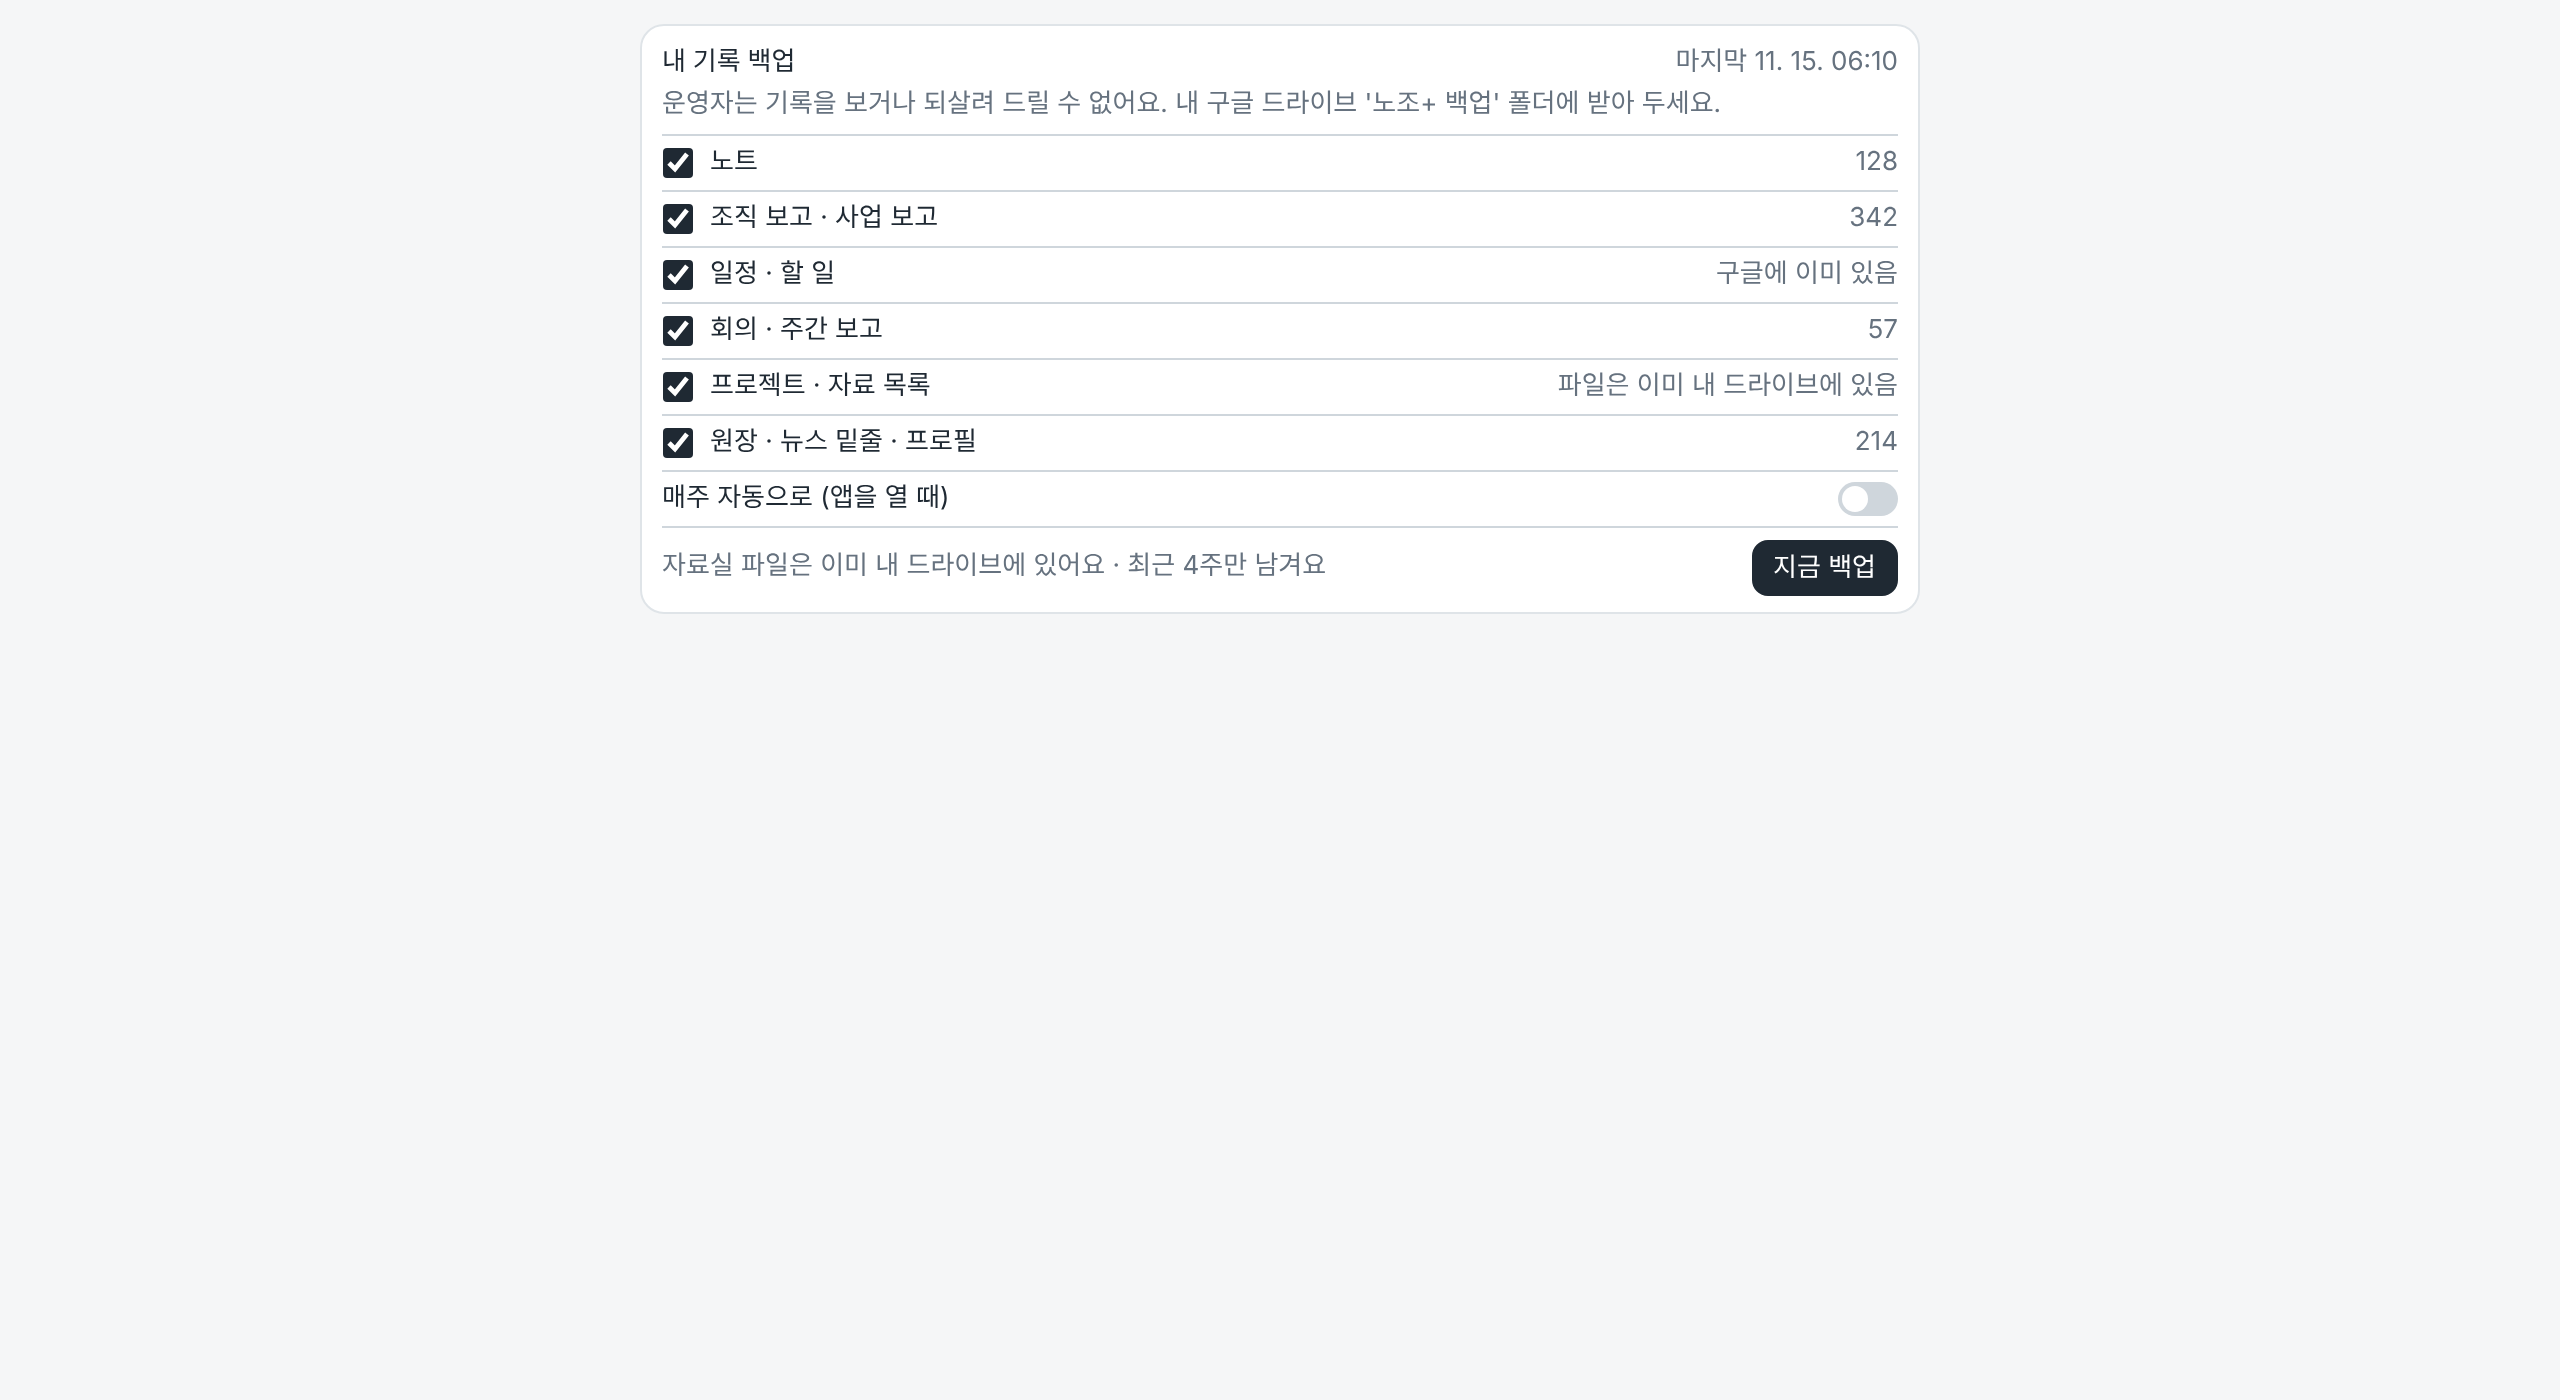 내 기록 백업
마지막 11. 15. 06:10
운영자는 기록을 보거나 되살려 드릴 수 없어요. 내 구글 드라이브 '노조+ 백업' 폴더에 받아 두세요.
노트 128
조직 보고 · 사업 보고 342
일정 · 할 일 구글에 이미 있음
회의 · 주간 보고 57
프로젝트 · 자료 목록 파일은 이미 내 드라이브에 있음
원장 · 뉴스 밑줄 · 프로필 214
매주 자동으로 (앱을 열 때)
자료실 파일은 이미 내 드라이브에 있어요 · 최근 4주만 남겨요
지금 백업